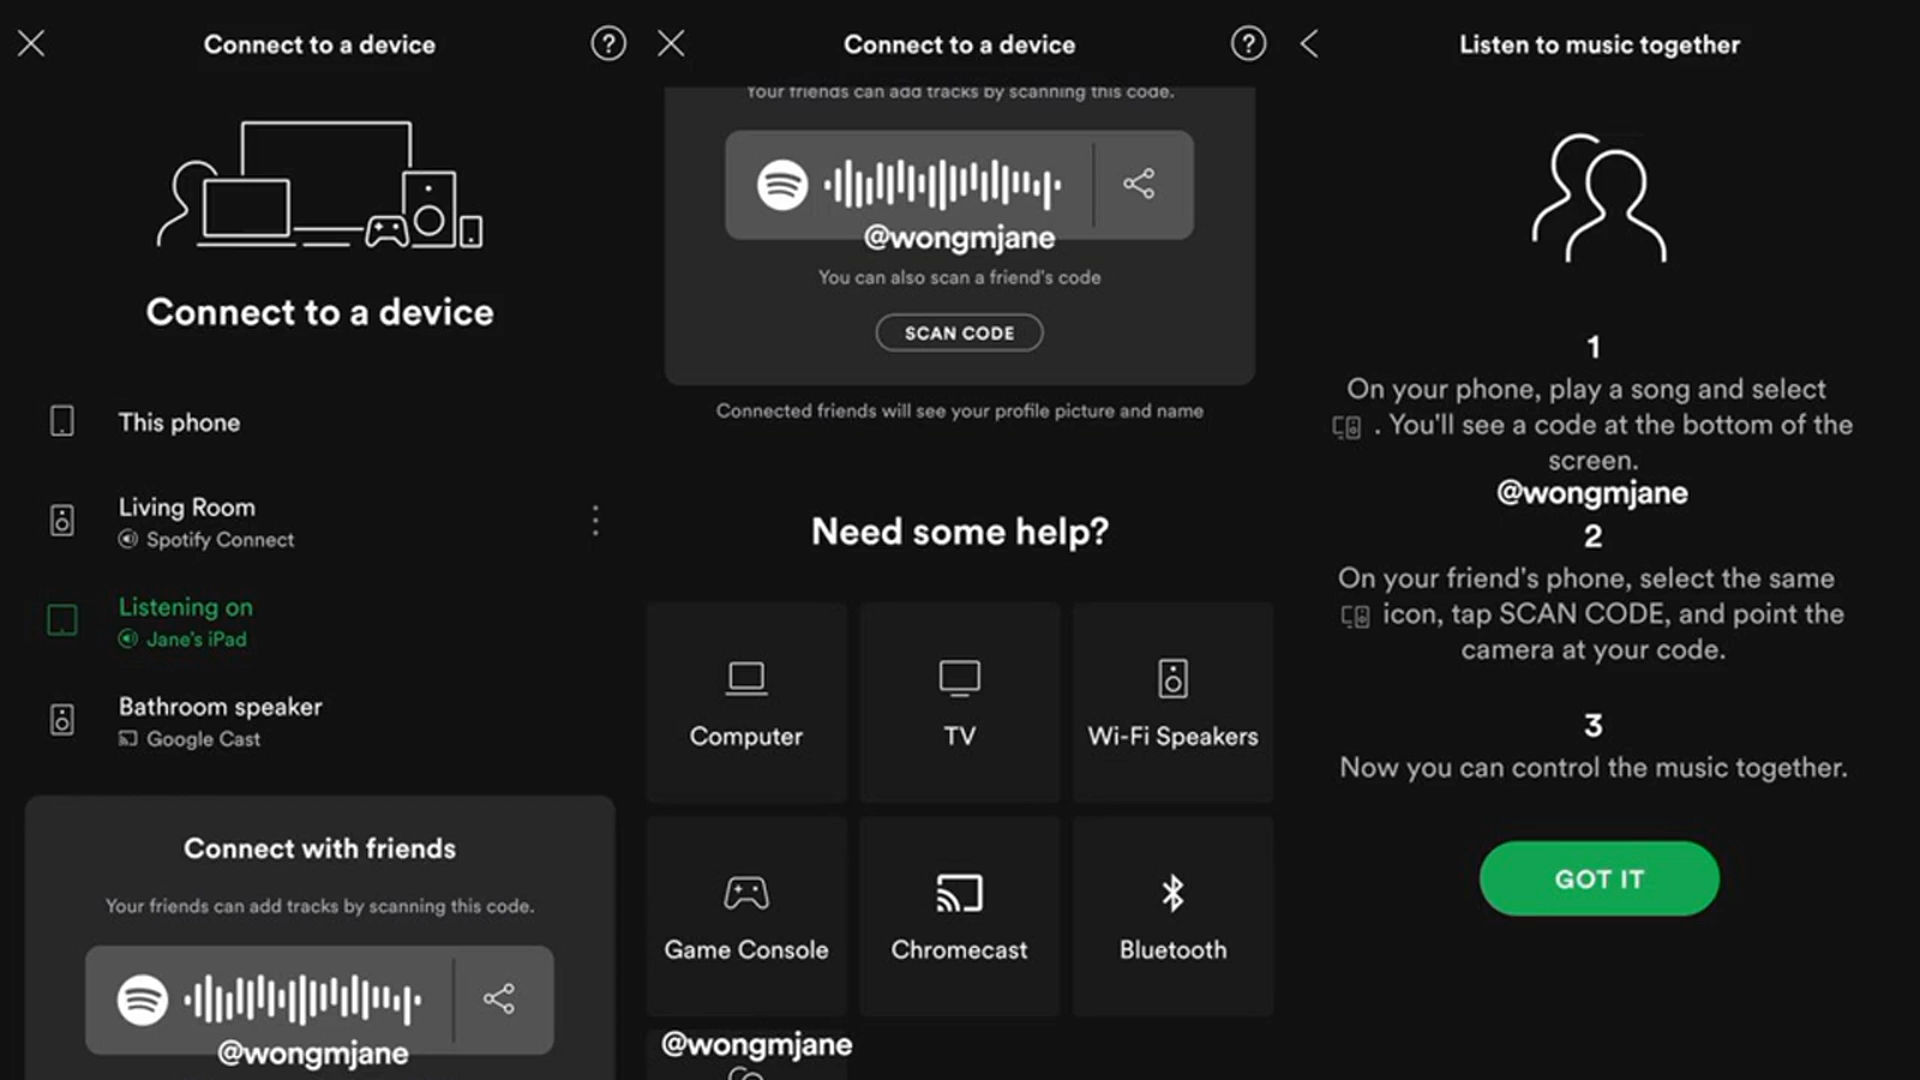 Connect to a device
Connect to a device
This phone
Living Room
Spotify Connect
Listening on
Jane's iPad
Bathroom speaker
Google Cast
Connect with friends
Your friends can add tracks by scanning this code.
@wongmjane
Connect to a device
Your friends can add tracks by scanning this code.
@wongmjane
You can also scan a friend's code
SCAN CODE
Connected friends will see your profile picture and name
Need some help?
Computer
TV
Wi-Fi Speakers
Game Console
Chromecast
Bluetooth
@wongmjane
Listen to music together
1
On your phone, play a song and select
. You'll see a code at the bottom of the
screen.
@wongmjane
2
On your friend's phone, select the same
icon, tap SCAN CODE, and point the
camera at your code.
3
Now you can control the music together.
GOT IT